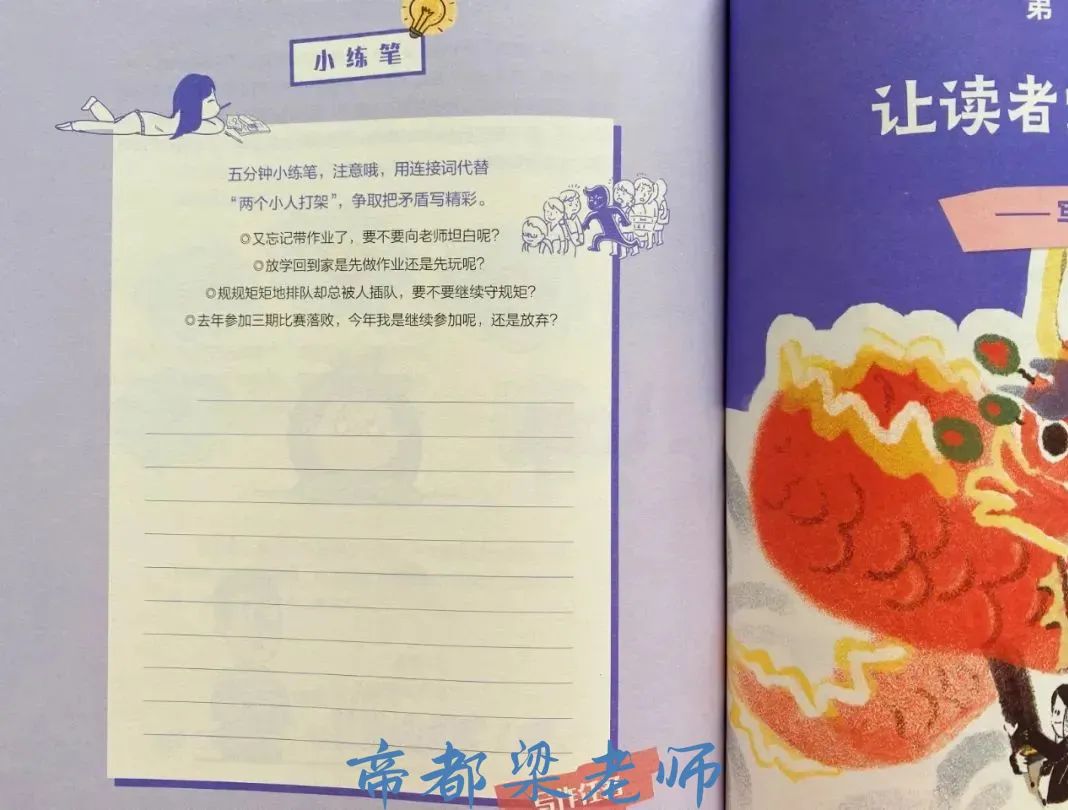 小练笔
五分钟小练笔，注意哦，用连接词代替
“两个小人打架”，争取把矛盾写精彩。
◎又忘记带作业了，要不要向老师坦白呢？
◎放学回到家是先做作业还是先玩呢？
◎规规矩矩地排队却总被人插队，要不要继续守规矩？
◎去年参加三期比赛落败，今年我是继续参加呢，还是放弃？
第
让读者
帝都梁老师